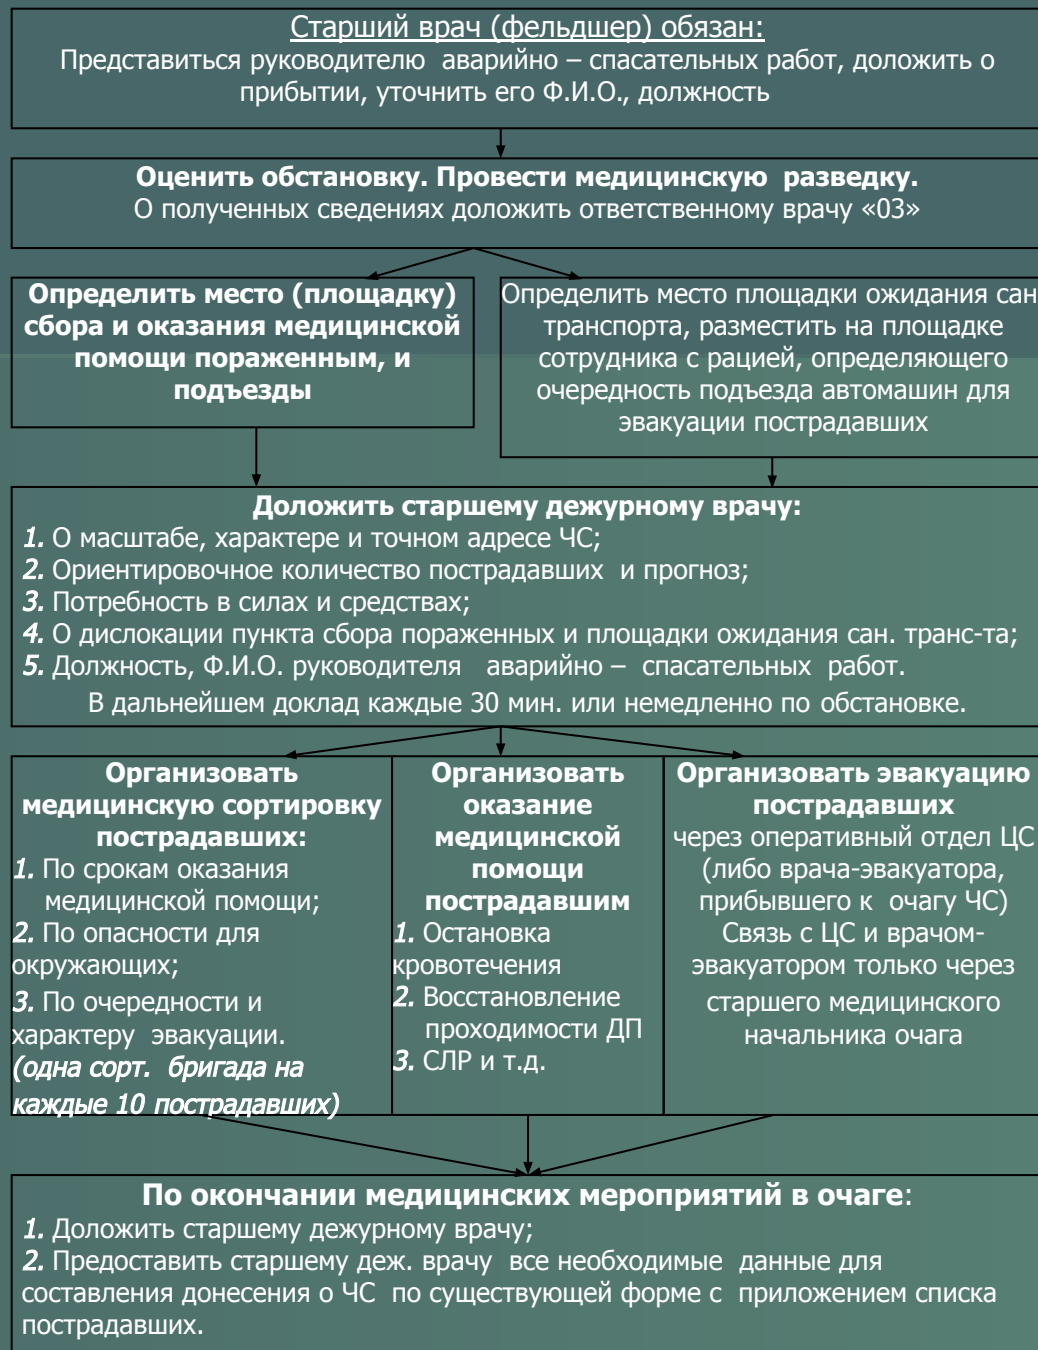 Старший врач (фельдшер) обязан:
Представиться руководителю аварийно – спасательных работ, доложить о
прибытии, уточнить его Ф.И.О., должность
Оценить обстановку. Провести медицинскую разведку.
О полученных сведениях доложить ответственному врачу «03»
Определить место (площадку)
сбора и оказания медицинской
помощи пораженным, и
подъезды
Определить место площадки ожидания сан
транспорта, разместить на площадке
сотрудника с рацией, определяющего
очередность подъезда автомашин для
эвакуации пострадавших
Доложить старшему дежурному врачу:
1. О масштабе, характере и точном адресе ЧС;
2. Ориентировочное количество пострадавших и прогноз;
3. Потребность в силах и средствах;
4. О дислокации пункта сбора пораженных и площадки ожидания сан. транс-та;
5. Должность, Ф.И.О. руководителя аварийно – спасательных работ.
В дальнейшем доклад каждые 30 мин. или немедленно по обстановке.
Организовать
медицинскую сортировку
пострадавших:
1. По срокам оказания
медицинской помощи;
2. По опасности для
окружающих;
3. По очередности и
характеру эвакуации.
(одна сорт. бригада на
каждые 10 пострадавших)
Организовать
оказание
медицинской
помощи
пострадавшим
1. Остановка
кровотечения
2. Восстановление
проходимости ДП
3. СЛР и т.д.
Организовать эвакуацию
пострадавших
через оперативный отдел ЦС
(либо врача-эвакуатора,
прибывшего к очагу ЧС)
Связь с ЦС и врачом-
эвакуатором только через
старшего медицинского
начальника очага
По окончании медицинских мероприятий в очаге:
1. Доложить старшему дежурному врачу;
2. Предоставить старшему деж. врачу все необходимые данные для
составления донесения о ЧС по существующей форме с приложением списка
пострадавших.